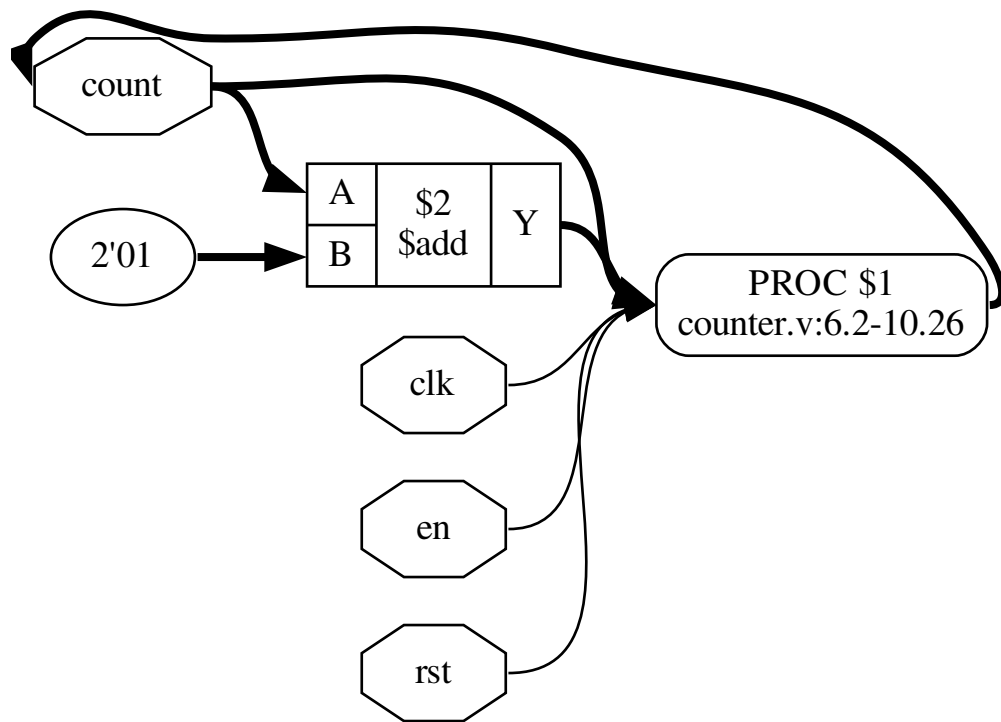 count
A
$2
$add
Y
B
2'01
PROC $1
counter.v:6.2-10.26
clk
en
rst